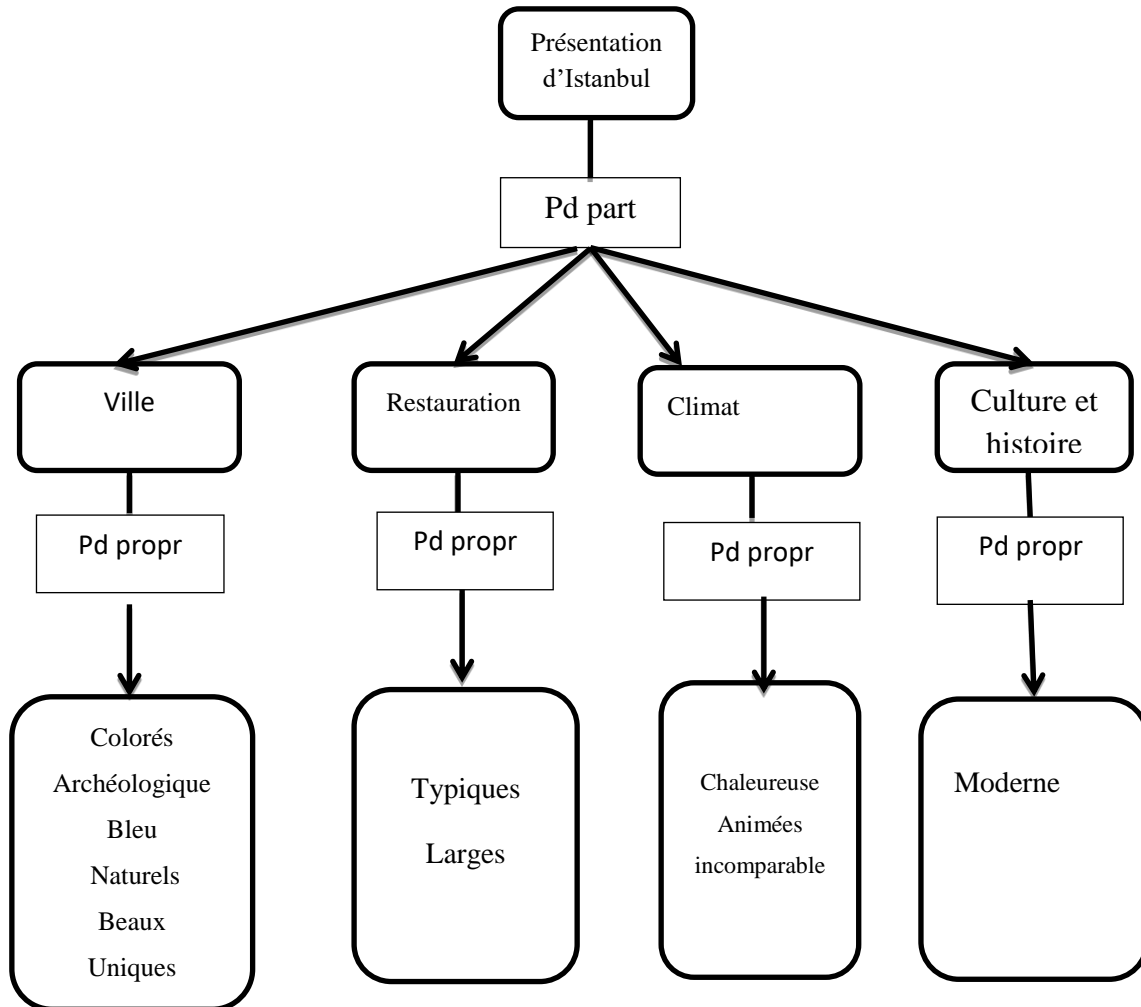 Présentation
d’Istanbul
Pd part
Ville
Restauration
Climat
Culture et
histoire
Pd propr
Pd propr
Pd propr
Pd propr
Colorés
Archéologique
Bleu
Naturels
Beaux
Uniques
Typiques
Larges
Chaleureuse
Animées
incomparable
Moderne